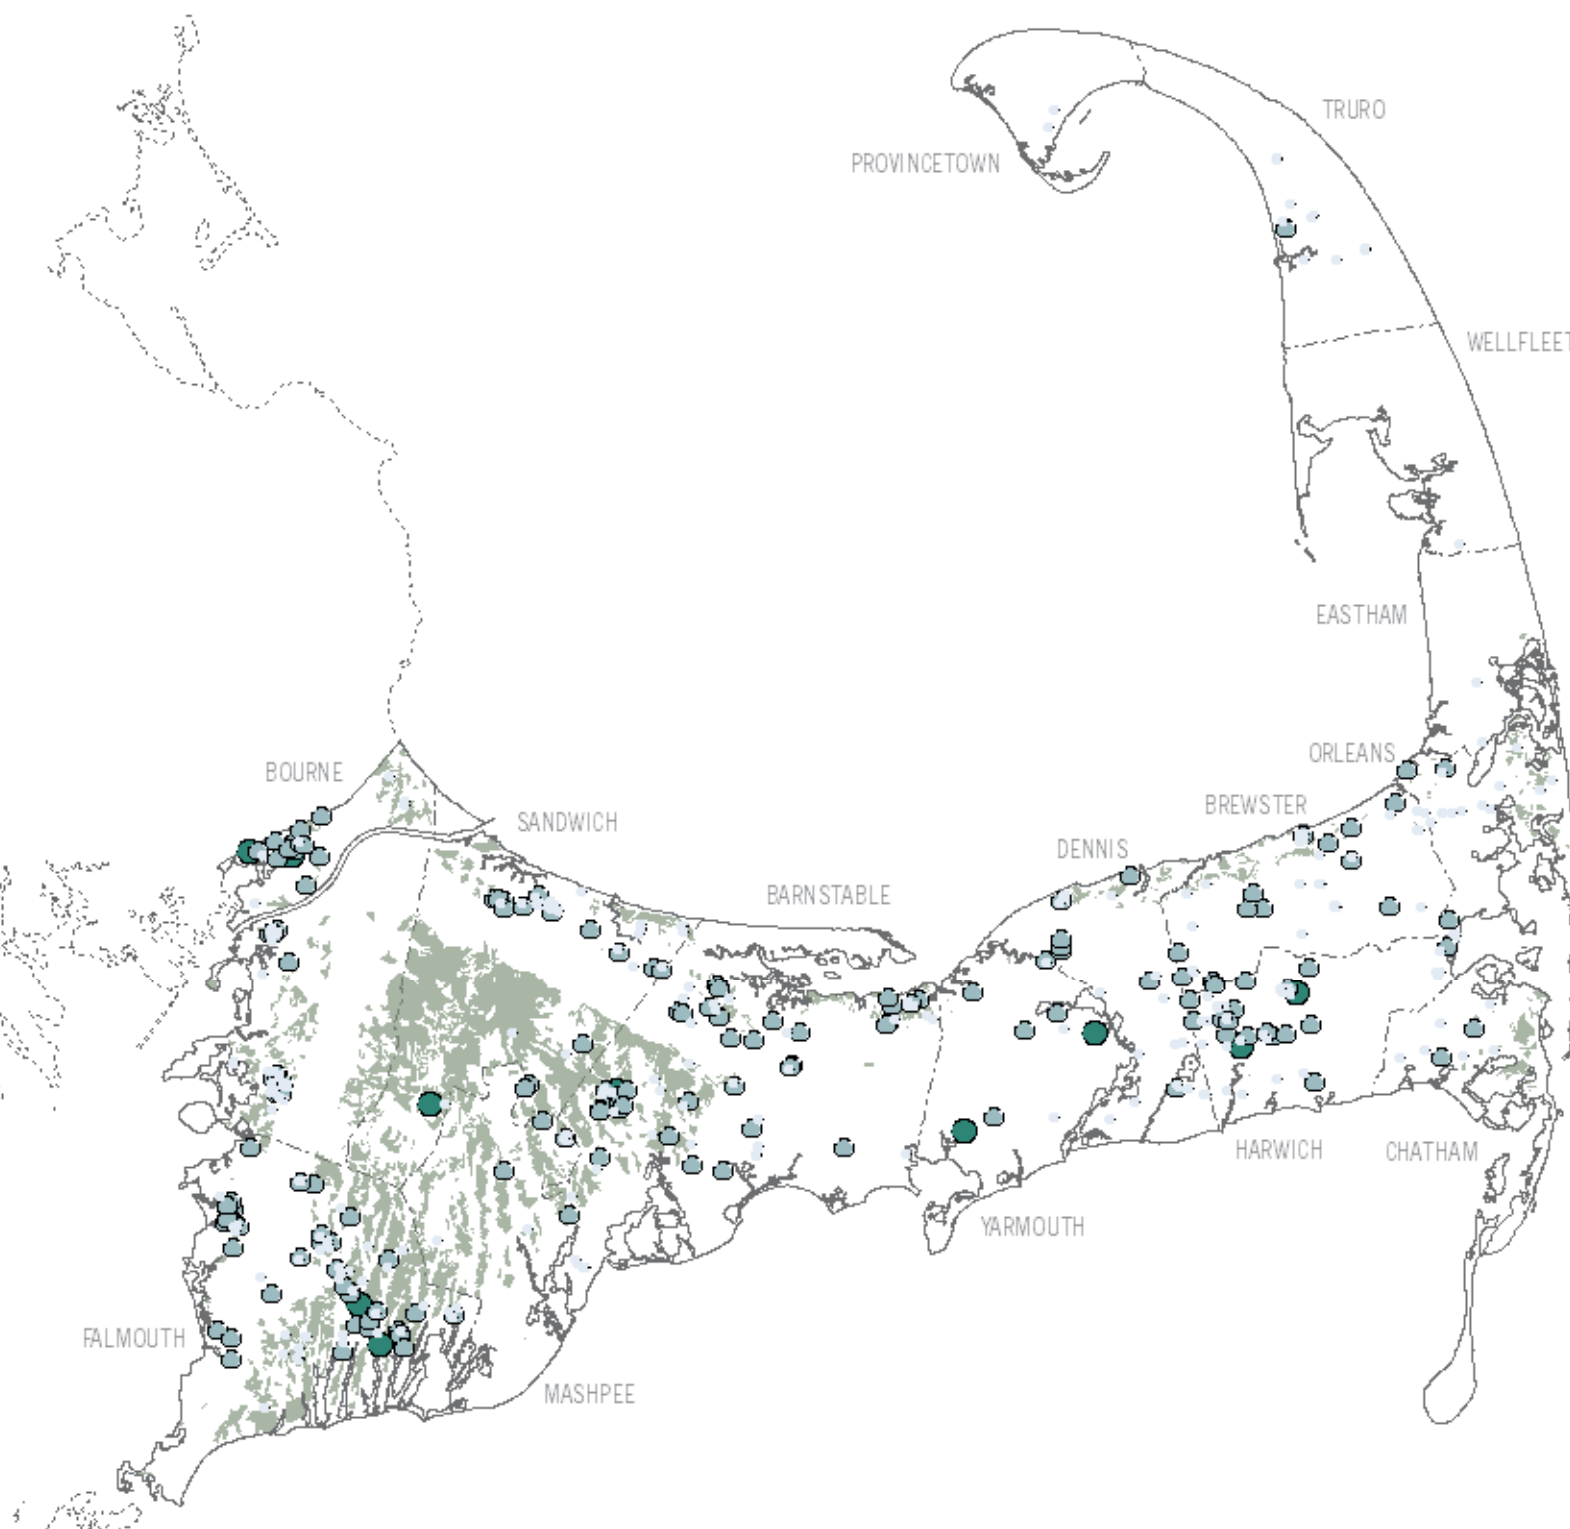 TRURO
PROVINCETOWN
WELLFLEET
EASTHAM
ORLEANS
BOURNE
BREWSTER
SANDWICH
DENNIS
BARNSTABLE
HARWICH
CHATHAM
YARMOUTH
FALMOUTH
MASHPEE